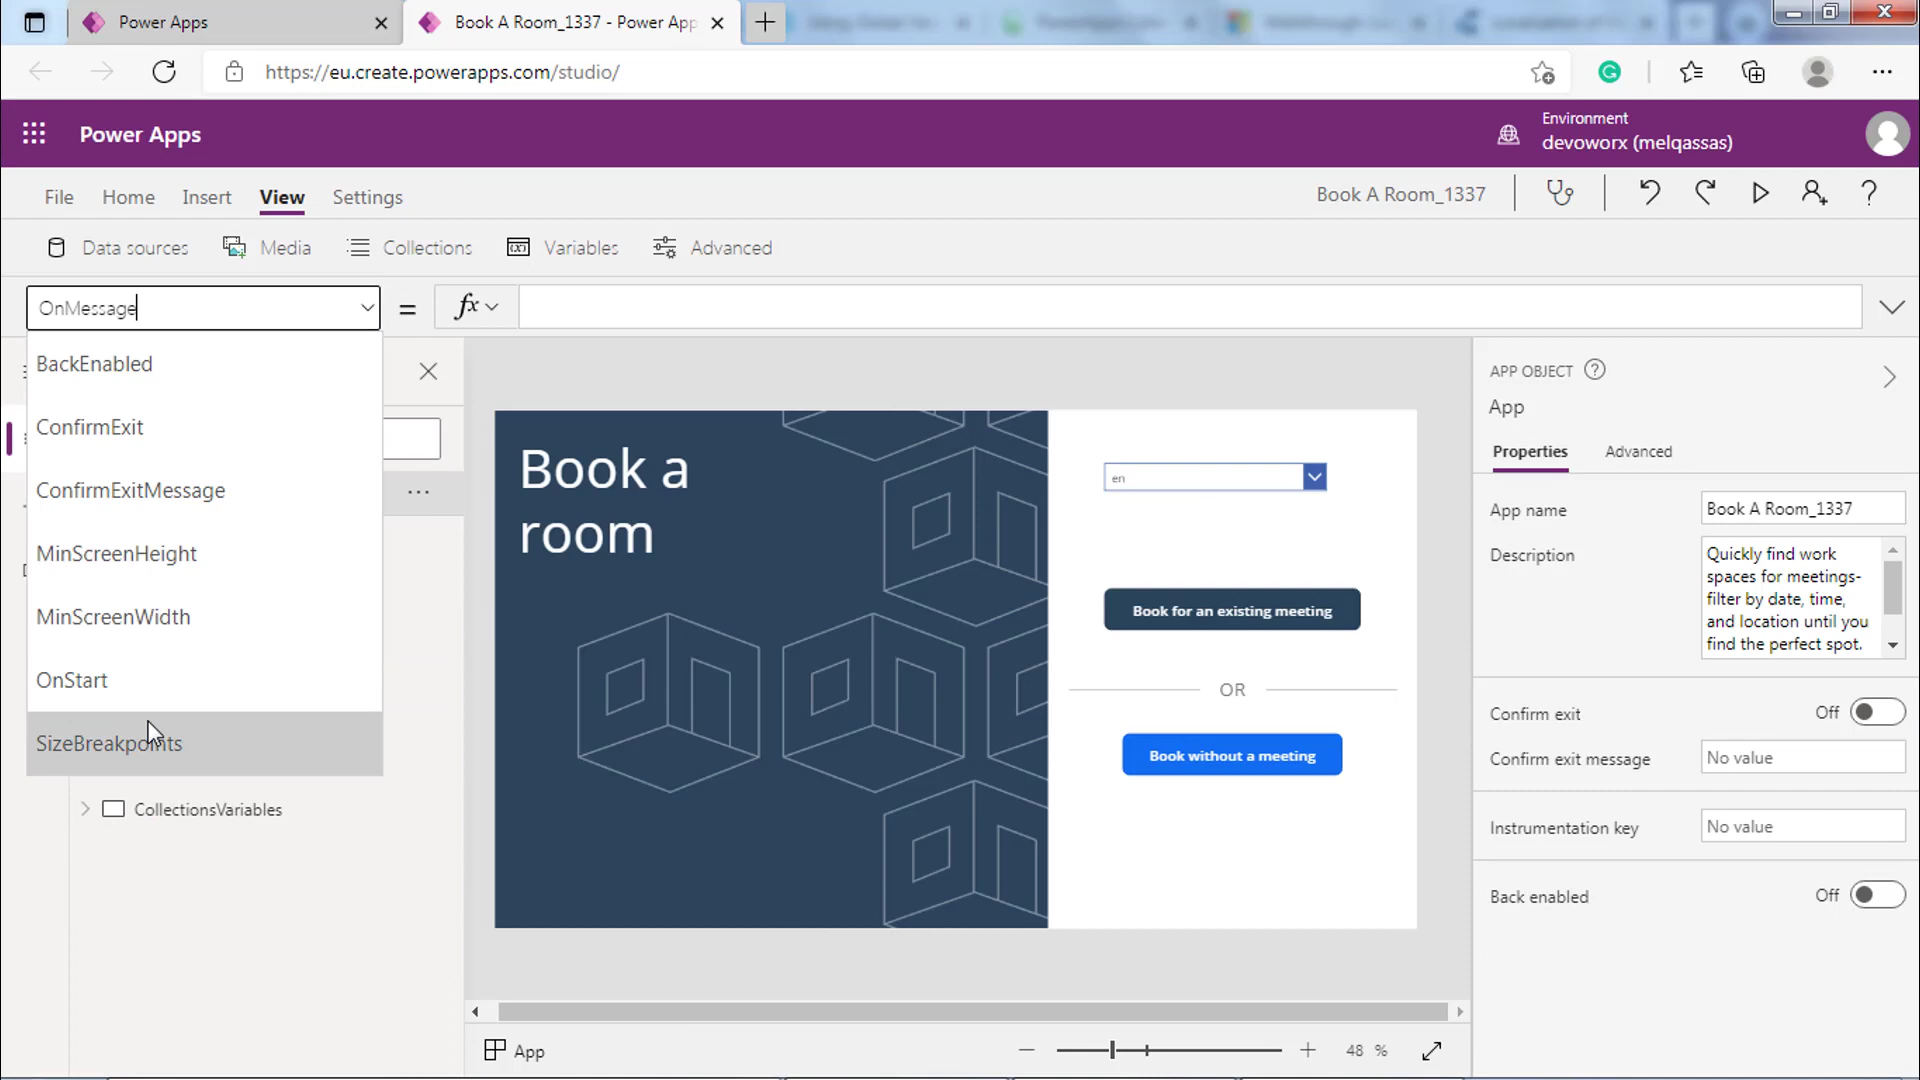 Power Apps
Book A Room_1337 - Power App
https://eu.create.powerapps.com/studio/
Power Apps
Environment
devoworx (melqassas)
File
Home
Insert
View
Settings
Book A Room_1337
Data sources
Media
Collections
Variables
Advanced
OnMessage
=
fx
BackEnabled
ConfirmExit
ConfirmExitMessage
MinScreenHeight
MinScreenWidth
OnStart
SizeBreakpoints
CollectionsVariables
Book a
room
en
Book for an existing meeting
OR
Book without a meeting
APP OBJECT
App
Properties
Advanced
App name
Book A Room_1337
Description
Quickly find work
spaces for meetings-
filter by date, time,
and location until you
find the perfect spot.
Confirm exit
Off
Confirm exit message
No value
Instrumentation key
No value
Back enabled
Off
App
48 %